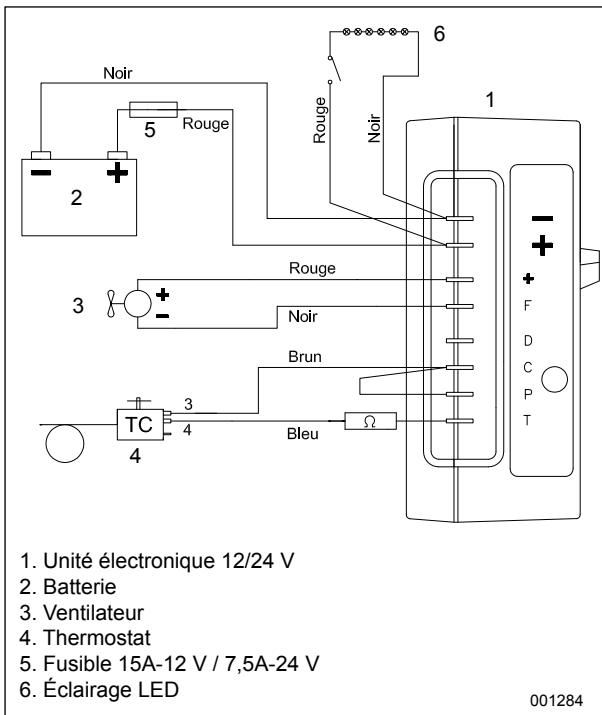 6
Noir
1
Rouge
5
Rouge
Noir
− +
2
−
+
Rouge
+
3
+
−
F
Noir
D
Brun
C
P
3
TC
4
Ω
T
Bleu
4
1. Unité électronique 12/24 V
2. Batterie
3. Ventilateur
4. Thermostat
5. Fusible 15A-12 V / 7,5A-24 V
6. Éclairage LED
001284